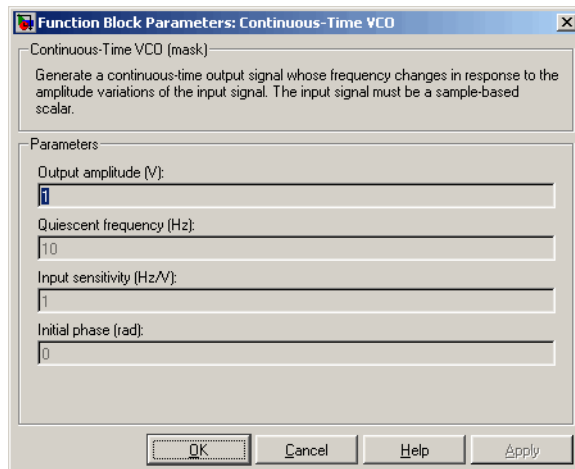 Function Block Parameters: Continuous-Time VCO
Continuous-Time VCO (mask)
Generate a continuous-time output signal whose frequency changes in response to the
amplitude variations of the input signal. The input signal must be a sample-based
scalar.
Parameters
Output amplitude (V):
1
Quiescent frequency (Hz):
10
Input sensitivity (Hz/V):
1
Initial phase (rad):
0
OK Cancel Help Apply